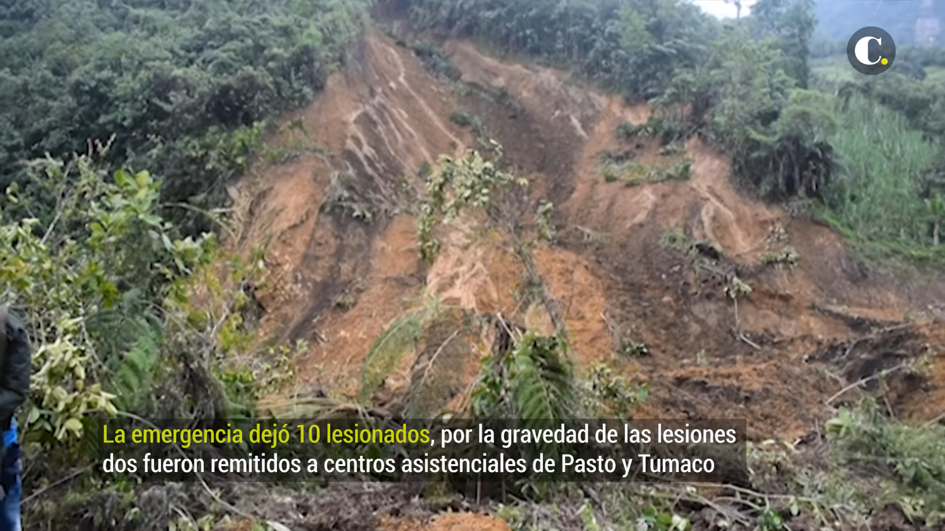 C.
La emergencia dejó 10 lesionados, por la gravedad de las lesiones
dos fueron remitidos a centros asistenciales de Pasto y Tumaco